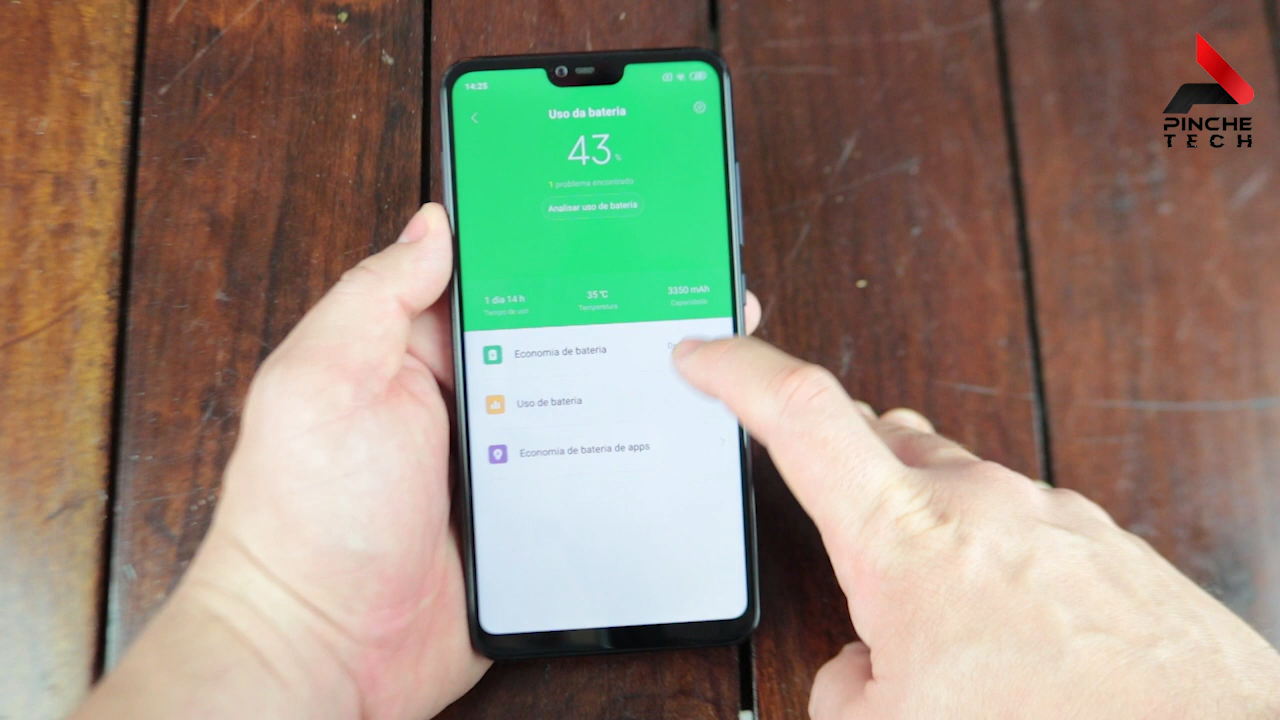 PINCHE
TECH
14:25
Uso da bateria
43 %
1 problema encontrado
Analisar uso de bateria
1 dia 14 h
35°C
3350 mAh
Tempo de uso
Temperatura
Capacidade
Economia de bateria
Uso de bateria
Economia de bateria de apps